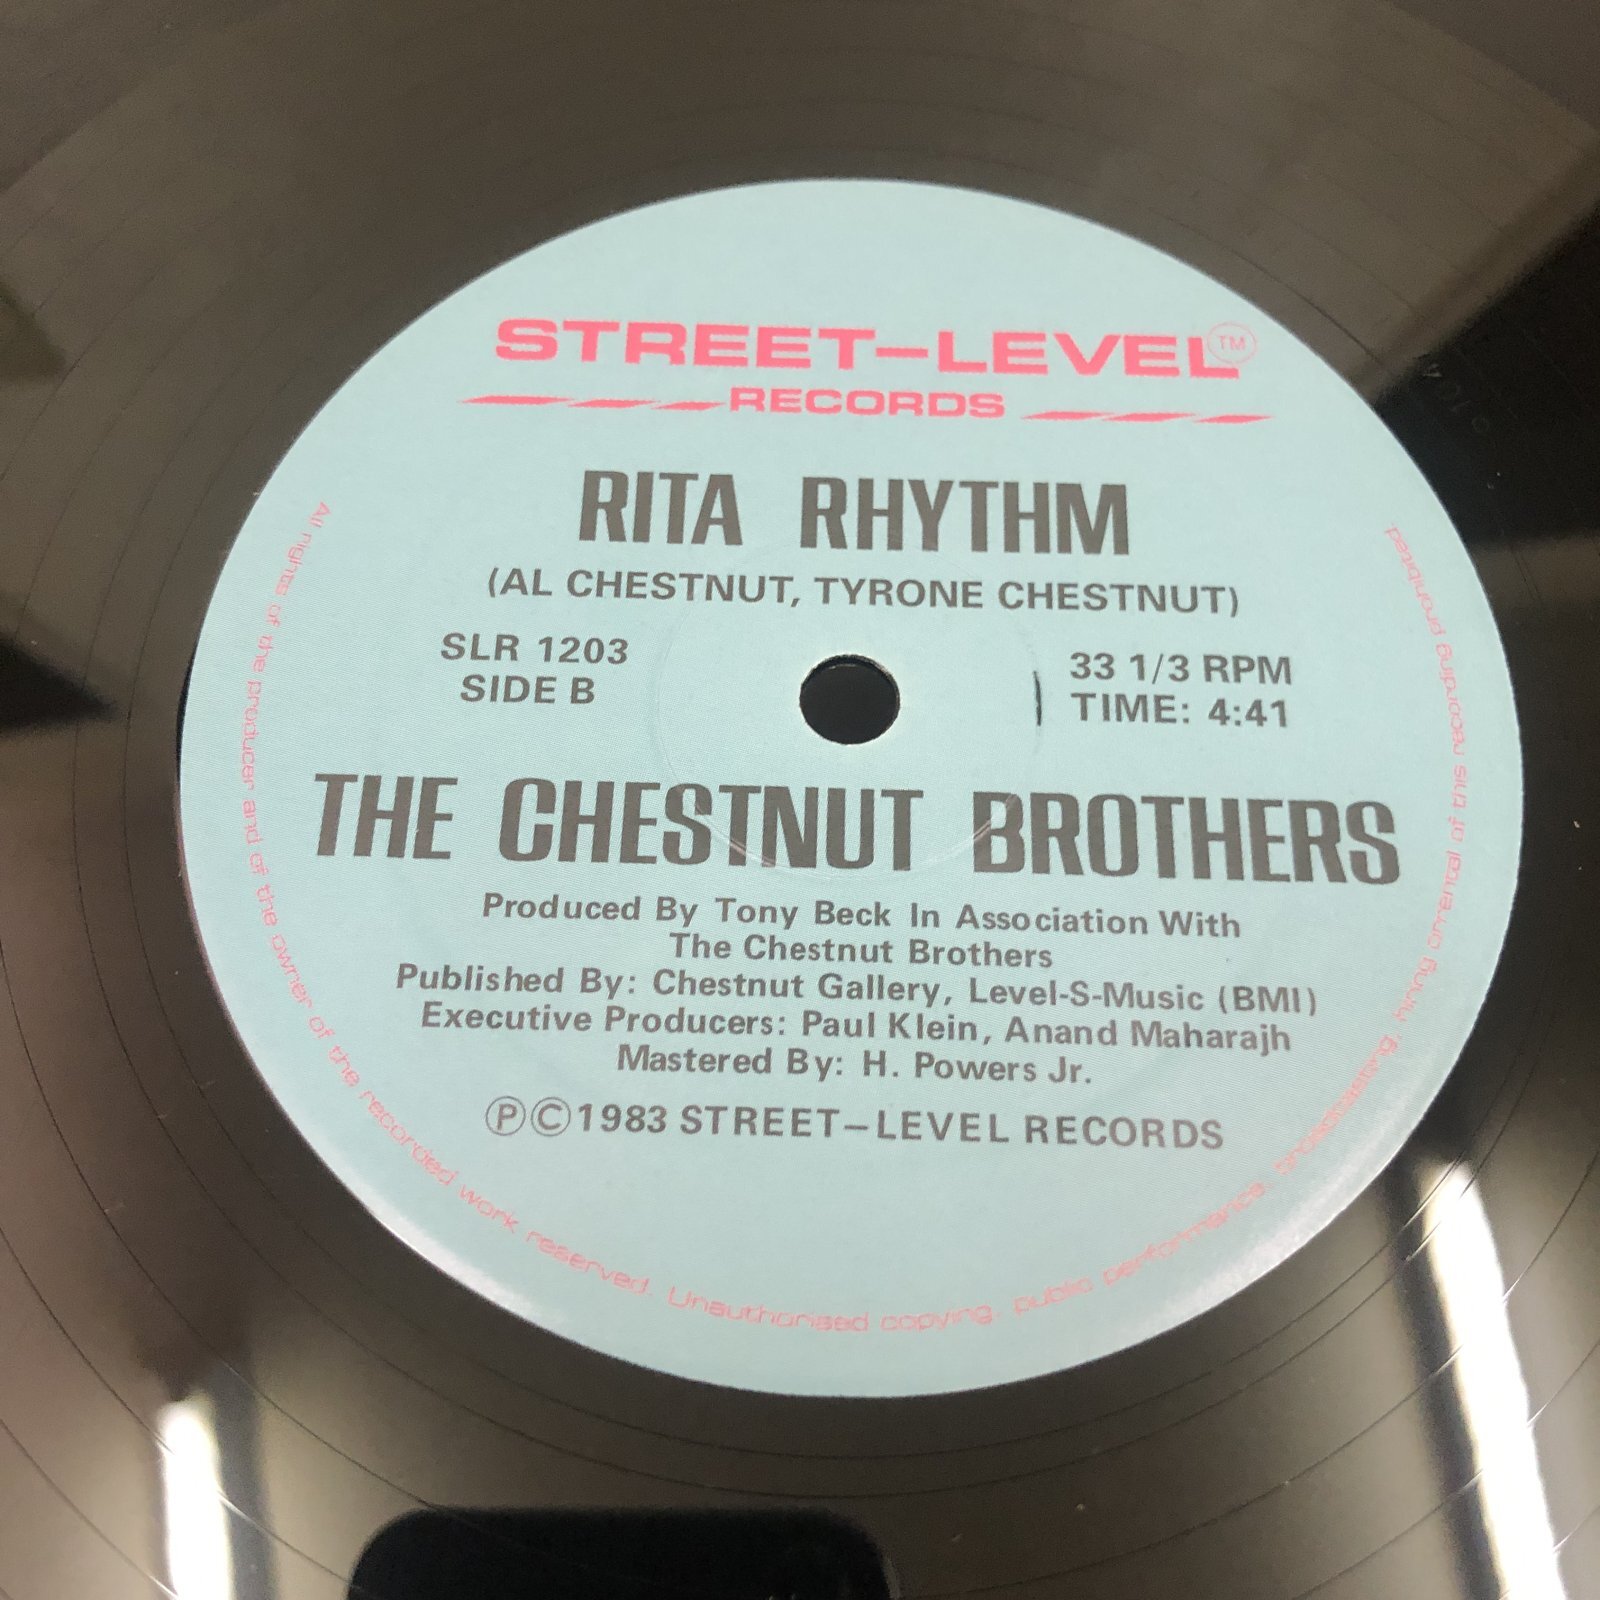 STREET–LEVEL™
RECORDS
RITA RHYTHM
(AL CHESTNUT, TYRONE CHESTNUT)
SLR 1203
SIDE B
33 1/3 RPM
TIME: 4:41
THE CHESTNUT BROTHERS
Produced By Tony Beck In Association With
The Chestnut Brothers
Published By: Chestnut Gallery, Level-S-Music (BMI)
Executive Producers: Paul Klein, Anand Maharajh
Mastered By: H. Powers Jr.
Ⓟ©1983 STREET–LEVEL RECORDS
All rights of the producer and of the owner of the recorded work reserved. Unauthorised copying, public performance, broadcasting, hiring or rental of this recording prohibited.